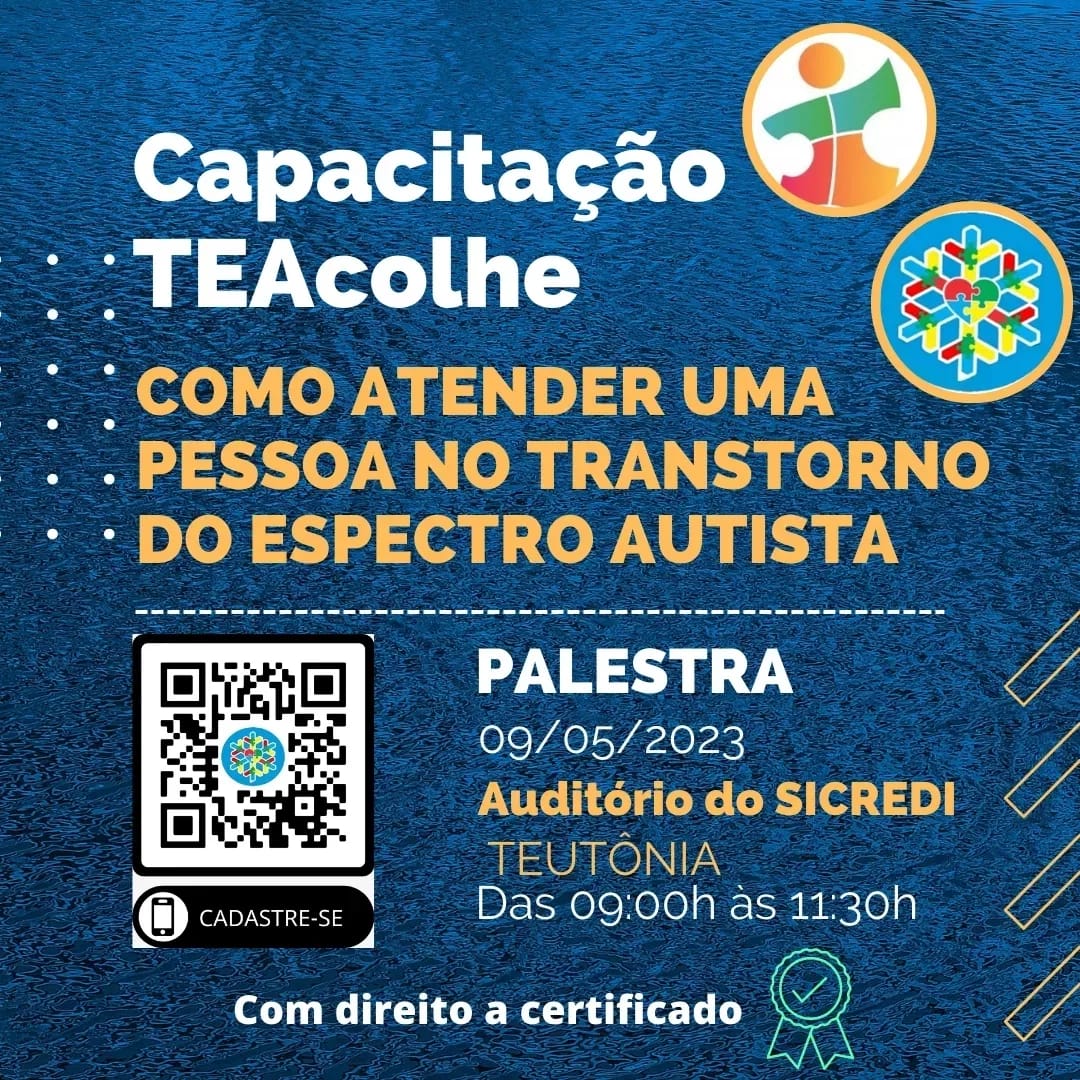 Capacitação
TEAcolhe
COMO ATENDER UMA
PESSOA NO TRANSTORNO
DO ESPECTRO AUTISTA
PALESTRA
09/05/2023
Auditório do SICREDI
TEUTÔNIA
Das 09:00h às 11:30h
CADASTRE-SE
Com direito a certificado